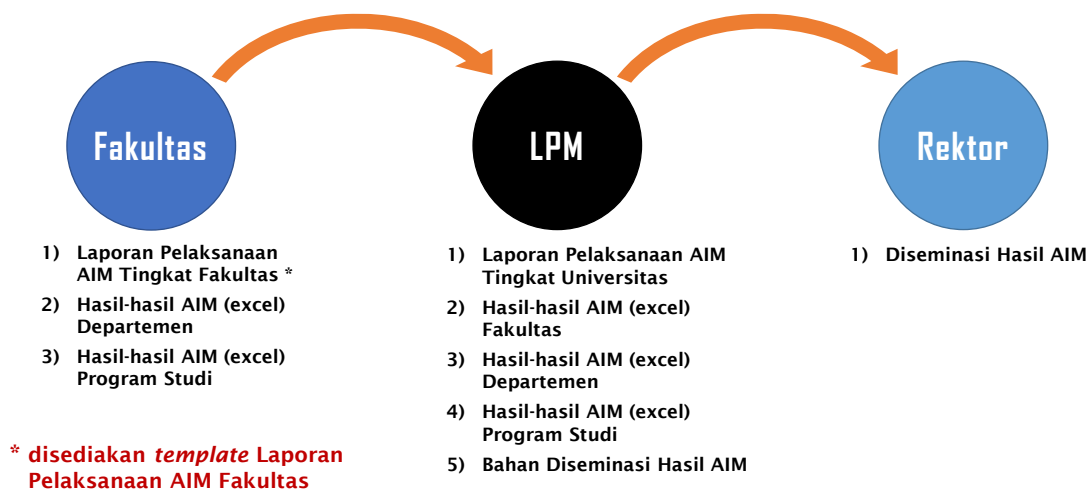 Fakultas
1) Laporan Pelaksanaan
AIM Tingkat Fakultas *
2) Hasil-hasil AIM (excel)
Departemen
3) Hasil-hasil AIM (excel)
Program Studi
* disediakan template Laporan
Pelaksanaan AIM Fakultas
LPM
1) Laporan Pelaksanaan AIM
Tingkat Universitas
2) Hasil-hasil AIM (excel)
Fakultas
3) Hasil-hasil AIM (excel)
Departemen
4) Hasil-hasil AIM (excel)
Program Studi
5) Bahan Diseminasi Hasil AIM
Rektor
1) Diseminasi Hasil AIM